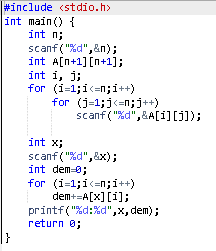 #include <stdio.h>
int main() {
    int n;
    scanf("%d",&n);
    int A[n+1][n+1];
    int i, j;
    for (i=1;i<=n;i++)
        for (j=1;j<=n;j++)
            scanf("%d",&A[i][j]);
    int x;
    scanf("%d",&x);
    int dem=0;
    for (i=1;i<=n;i++)
        dem+=A[x][i];
    printf("%d:%d",x,dem);
    return 0;
}